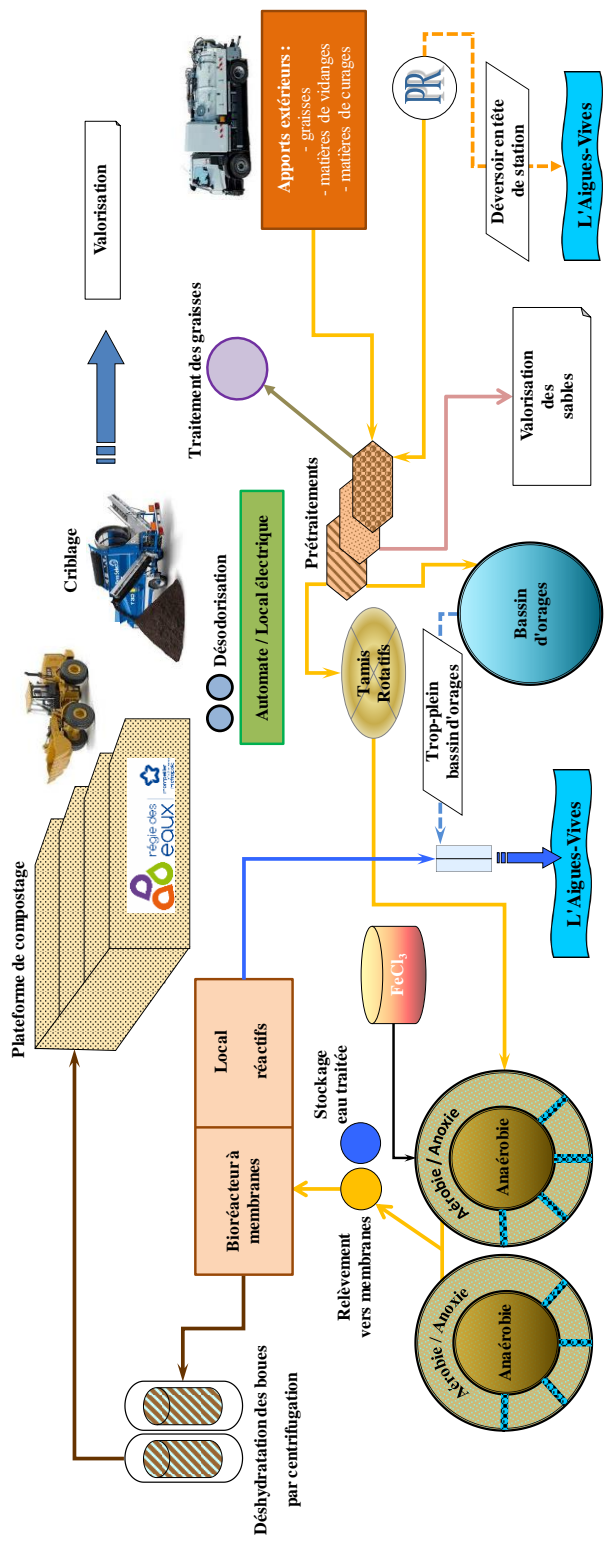 Plateforme de compostage
régie des
eaux
montpellier
Criblage
Valorisation
Désodorisation
Automate / Local électrique
Traitement des graisses
Apports extérieurs :
- graisses
- matières de vidanges
- matières de curages
PR
Déversoir en tête
de station
L'Aigues-Vives
Prétraitements
Valorisation
des
sables
Tamis
Rotatifs
Bassin
d'orages
Trop-plein
bassin d'orages
L'Aigues-Vives
Local
réactifs
Bioréacteur à
membranes
FeCl3
Stockage
eau traitée
Relèvement
vers membranes
Aérobie / Anoxie
Anaérobie
Aérobie / Anoxie
Anaérobie
Déshydratation des boues
par centrifugation